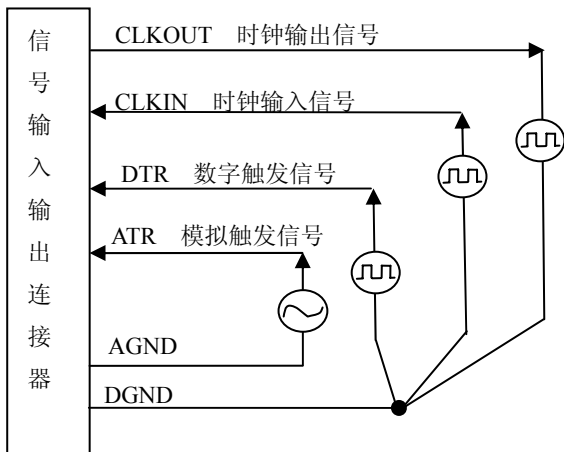 信号输入输出连接器
CLKOUT 时钟输出信号
CLKIN 时钟输入信号
DTR 数字触发信号
ATR 模拟触发信号
AGND
DGND